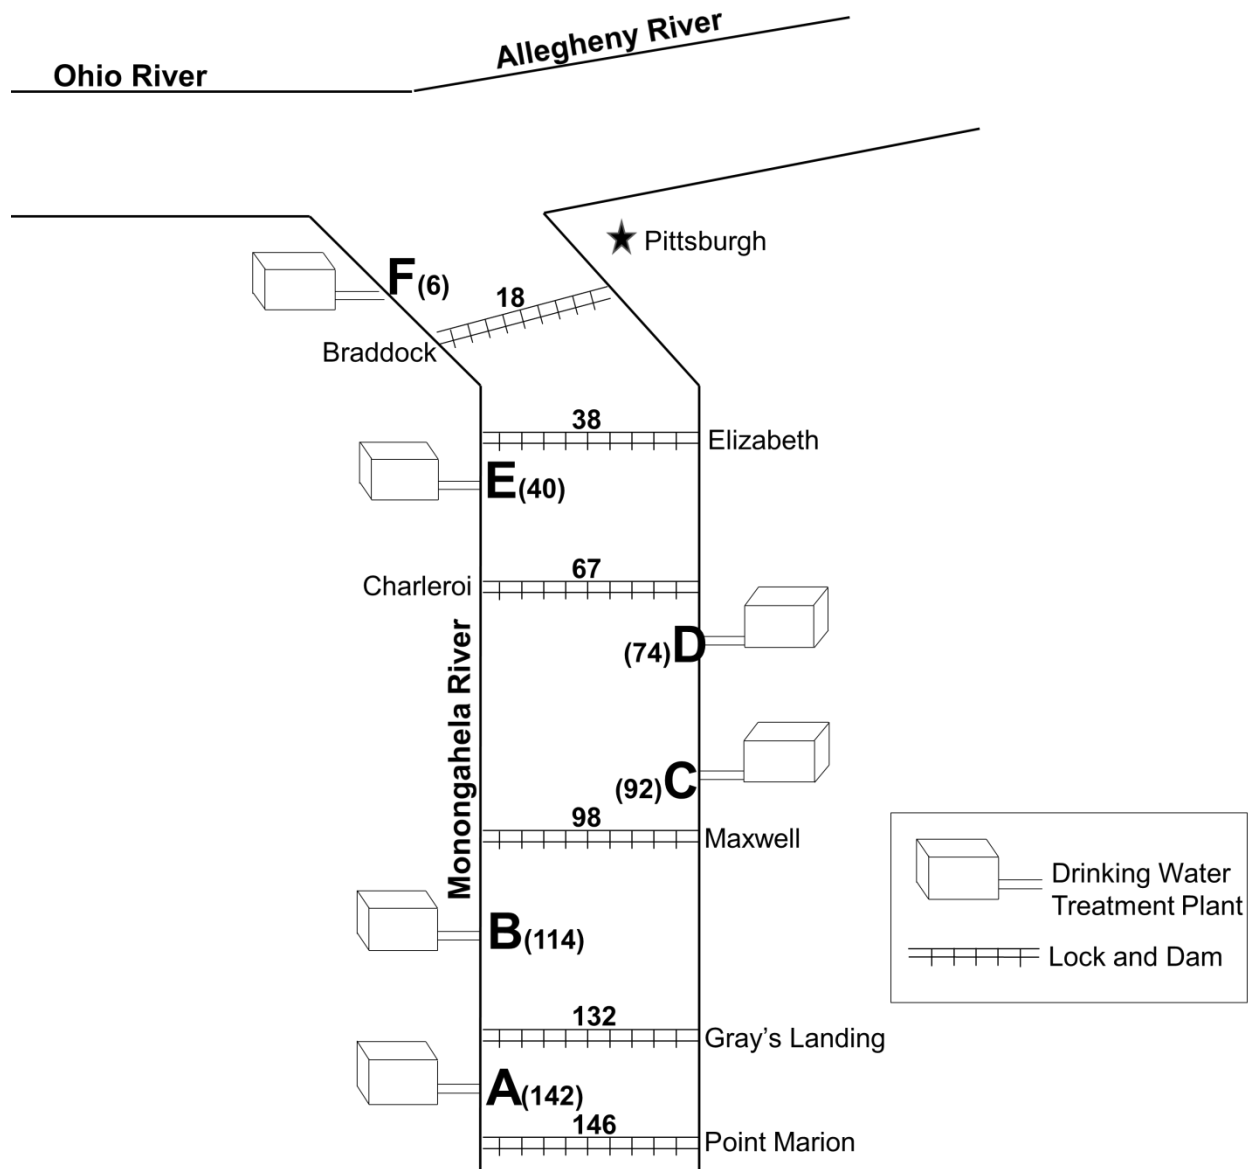 Allegheny River
Ohio River
Pittsburgh
F(6)
18
Braddock
38
Elizabeth
E(40)
67
Charleroi
(74)D
Monongahela River
(92)C
98
Maxwell
B(114)
132
Gray's Landing
A(142)
146
Point Marion
Drinking Water
Treatment Plant
Lock and Dam